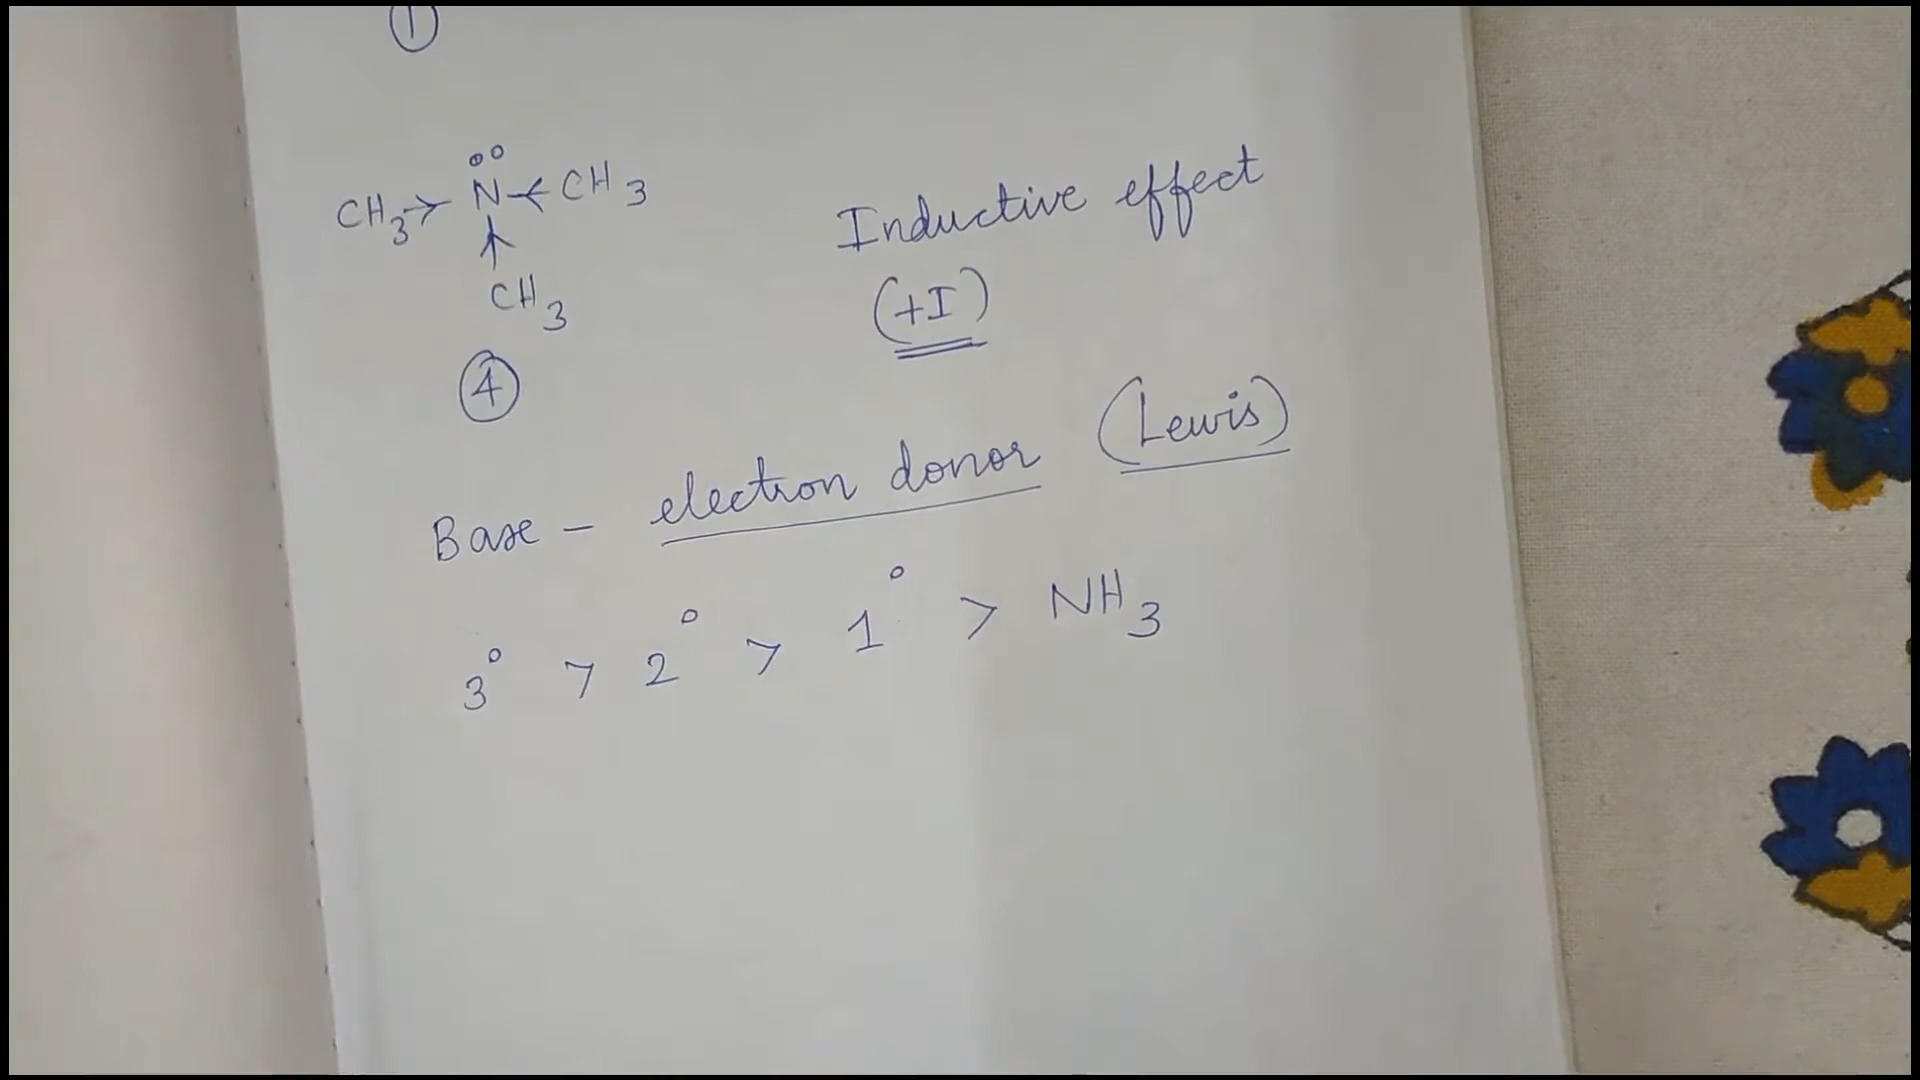 ①
CH₃ → N̈ ← CH₃
↑
CH₃
④
Inductive effect
(+I)
Base - electron donor (Lewis)
3° > 2° > 1° > NH₃